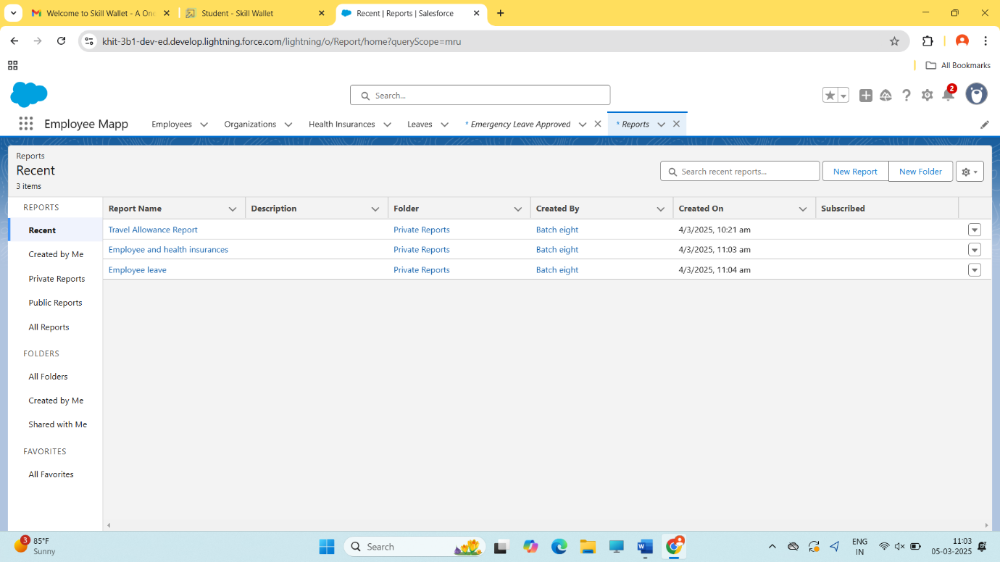 Welcome to Skill Wallet - A One
Student - Skill Wallet
Recent | Reports | Salesforce
khit-3b1-dev-ed.develop.lightning.force.com/lightning/o/Report/home?queryScope=mru
All Bookmarks
Search...
2
Employee Mapp
Employees
Organizations
Health Insurances
Leaves
* Emergency Leave Approved
* Reports
Reports
Recent
3 items
Search recent reports...
New Report
New Folder
REPORTS
Recent
Created by Me
Private Reports
Public Reports
All Reports
FOLDERS
All Folders
Created by Me
Shared with Me
FAVORITES
All Favorites
Report Name Description Folder Created By Created On Subscribed
Travel Allowance Report Private Reports Batch eight 4/3/2025, 10:21 am
Employee and health insurances Private Reports Batch eight 4/3/2025, 11:03 am
Employee leave Private Reports Batch eight 4/3/2025, 11:04 am
3
85°F
Sunny
Search
ENG
IN
11:03
05-03-2025